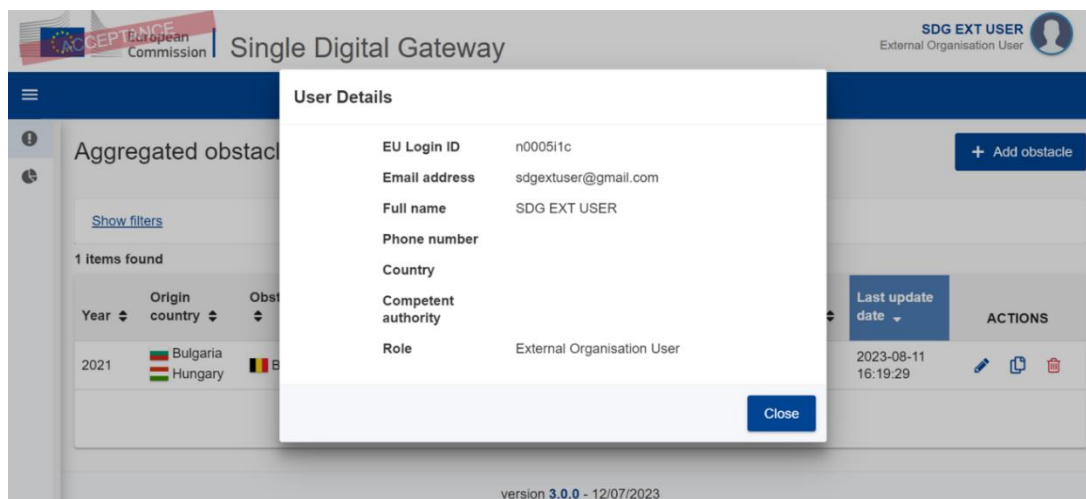 ACCEPTANCE
European
Commission
Single Digital Gateway
SDG EXT USER
External Organisation User
User Details
EU Login ID n0005i1c
Email address sdgextuser@gmail.com
Full name SDG EXT USER
Phone number
Country
Competent
authority
Role External Organisation User
Close
Aggregated obstacl
+ Add obstacle
Show filters
1 items found
Year
Origin
country
Obst
Last update
date
ACTIONS
2021
Bulgaria
Hungary
B
2023-08-11
16:19:29
version 3.0.0 - 12/07/2023